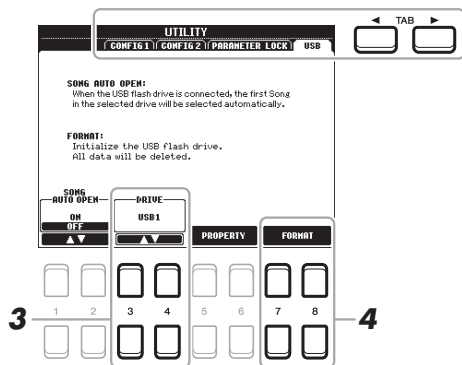 ◀ TAB ▶
UTILITY
CONFIG 1 CONFIG 2 PARAMETER LOCK USB
SONG AUTO OPEN:
When the USB flash drive is connected, the first Song
in the selected drive will be selected automatically.
FORMAT:
Initialize the USB flash drive.
All data will be deleted.
SONG
AUTO OPEN
ON
OFF
▲▼
DRIVE
USB1
▲▼
PROPERTY
FORMAT
1 2 3 4 5 6 7 8
3
4